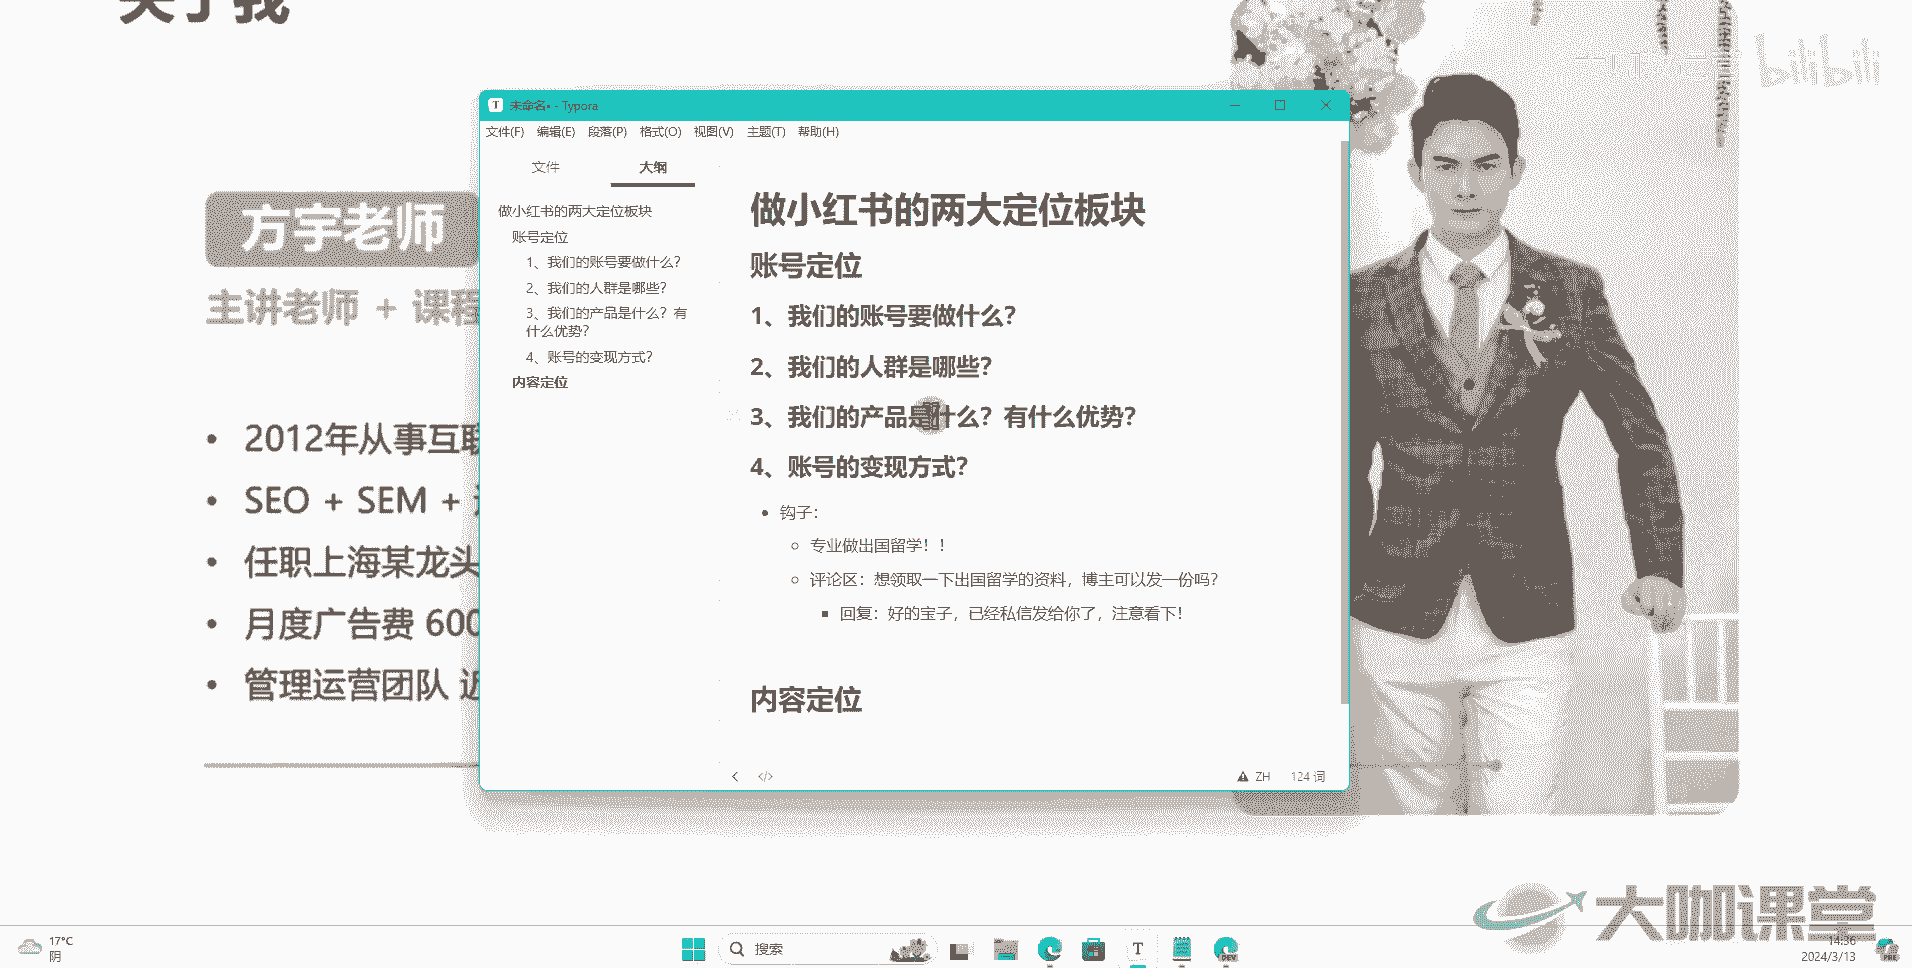 关于我
bilibili
未命名• - Typora
文件(F) 编辑(E) 段落(P) 格式(O) 视图(V) 主题(T) 帮助(H)
文件 大纲
做小红书的两大定位板块
账号定位
1、我们的账号要做什么？
2、我们的人群是哪些？
3、我们的产品是什么？有
什么优势？
4、账号的变现方式？
内容定位
做小红书的两大定位板块
账号定位
1、我们的账号要做什么？
2、我们的人群是哪些？
3、我们的产品是什么？有什么优势？
4、账号的变现方式？
钩子：
专业做出国留学！！
评论区：想领取一下出国留学的资料，博主可以发一份吗？
回复：好的宝子，已经私信发给你了，注意看下！
内容定位
ZH 124 词
方宇老师
主讲老师 + 课程
2012年从事互联
SEO + SEM +
任职上海某龙头
月度广告费 600
管理运营团队 近
大咖课堂
17°C
阴
搜索
T
DEV
14:36
2024/3/13
PRE